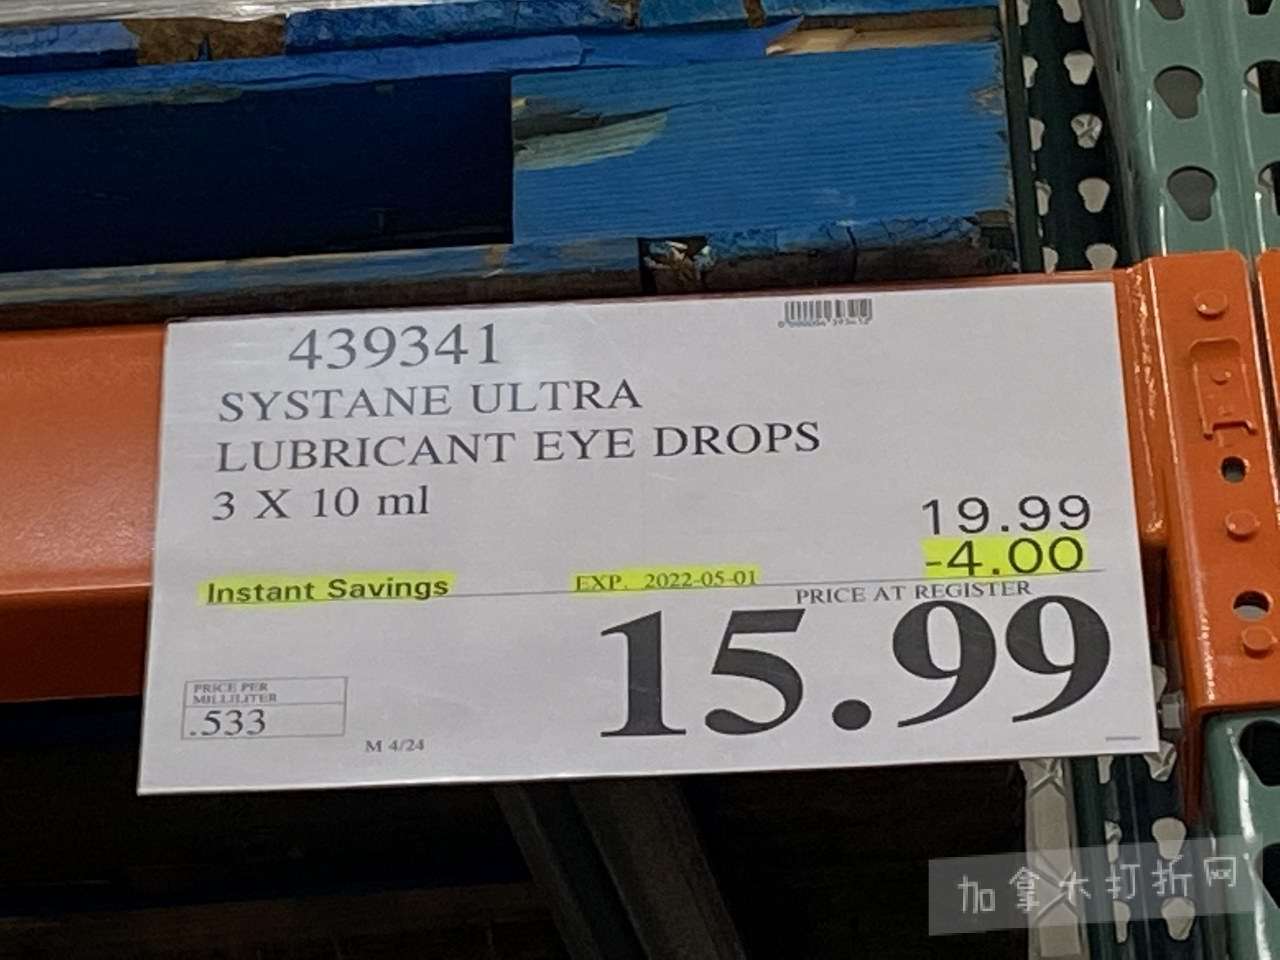 439341
SYSTANE ULTRA
LUBRICANT EYE DROPS
3 X 10 ml
19.99
-4.00
Instant Savings
EXP. 2022-05-01
PRICE AT REGISTER
15.99
PRICE PER
MILLILITER
.533
M 4/24
加拿大打折网